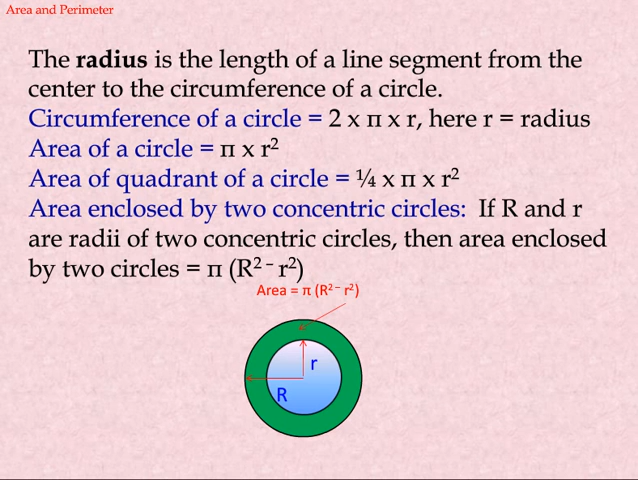 Area and Perimeter
The radius is the length of a line segment from the
center to the circumference of a circle.
Circumference of a circle = 2 x π x r, here r = radius
Area of a circle = π x r²
Area of quadrant of a circle = ¼ x π x r²
Area enclosed by two concentric circles: If R and r
are radii of two concentric circles, then area enclosed
by two circles = π (R² – r²)
Area = π (R² – r²)
r
R